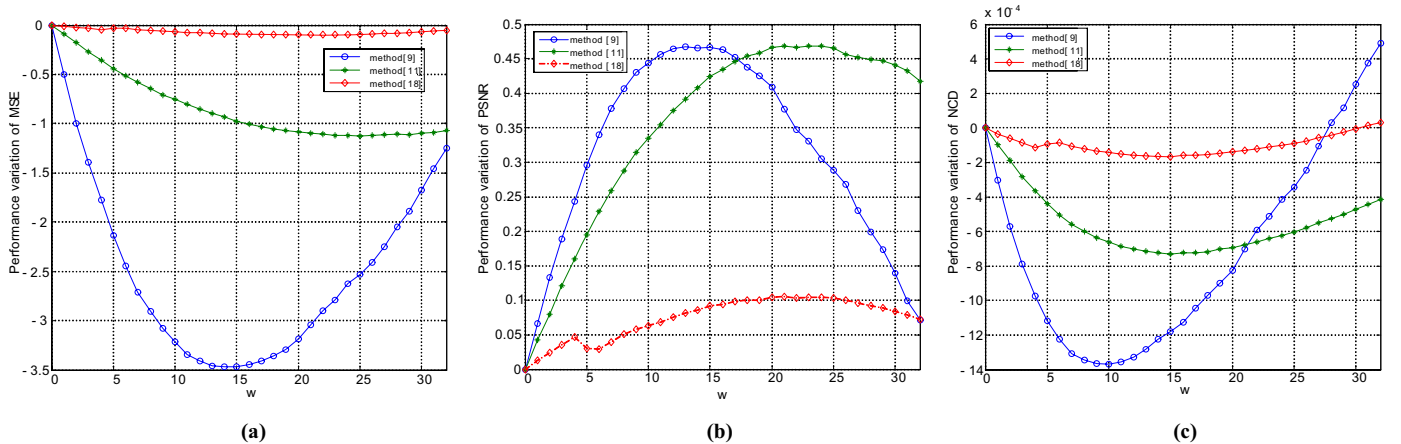 Performance variation of MSE
0
- 0.5
- 1
- 1.5
- 2
- 2.5
- 3
- 3.5
0 5 10 15 20 25 30
w
method[ 9]
method[ 11]
method[ 18]
(a)
Performance variation of PSNR
0.5
0.45
0.4
0.35
0.3
0.25
0.2
0.15
0.1
0.05
0
0 5 10 15 20 25 30
w
method [ 9]
method [ 11]
method [ 18]
(b)
x 10⁻⁴
Performance variation of NCD
6
4
2
0
- 2
- 4
- 6
- 8
- 10
- 12
- 14
0 5 10 15 20 25 30
w
method[ 9]
method[ 11]
method[ 18]
(c)